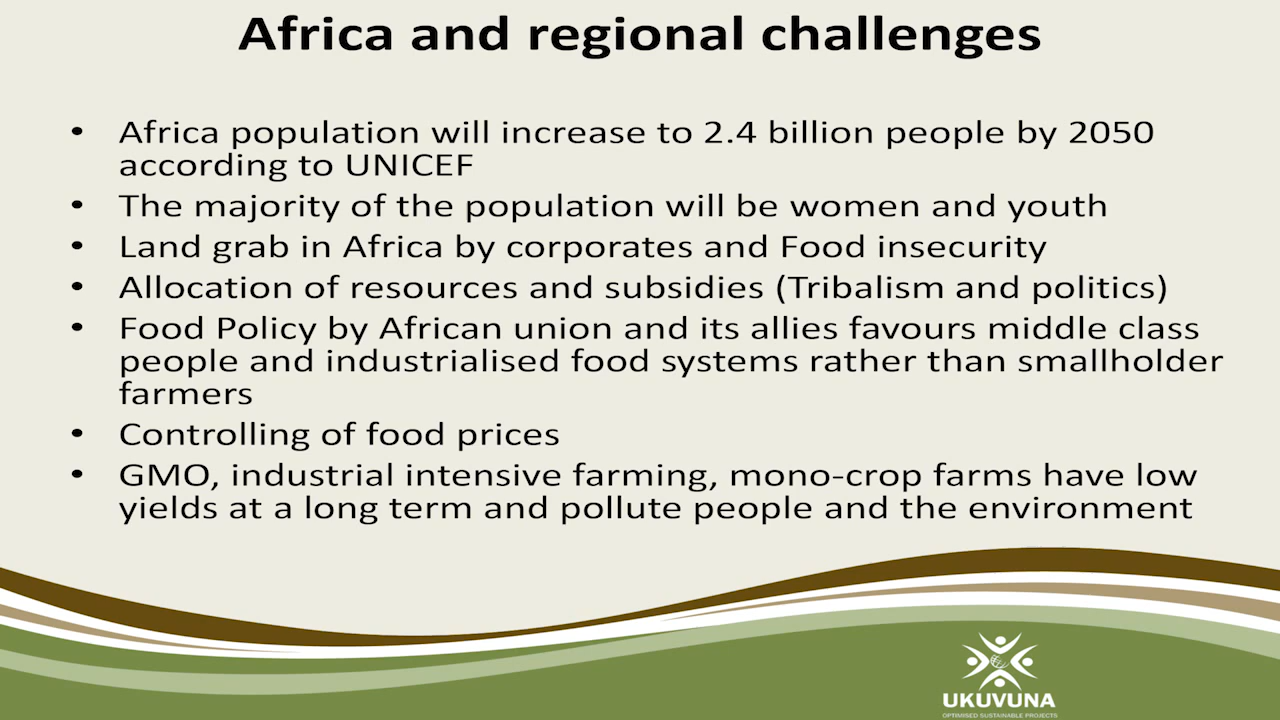 Africa and regional challenges
• Africa population will increase to 2.4 billion people by 2050
according to UNICEF
• The majority of the population will be women and youth
• Land grab in Africa by corporates and Food insecurity
• Allocation of resources and subsidies (Tribalism and politics)
• Food Policy by African union and its allies favours middle class
people and industrialised food systems rather than smallholder
farmers
• Controlling of food prices
• GMO, industrial intensive farming, mono-crop farms have low
yields at a long term and pollute people and the environment
UKUVUNA
OPTIMISED SUSTAINABLE PROJECTS